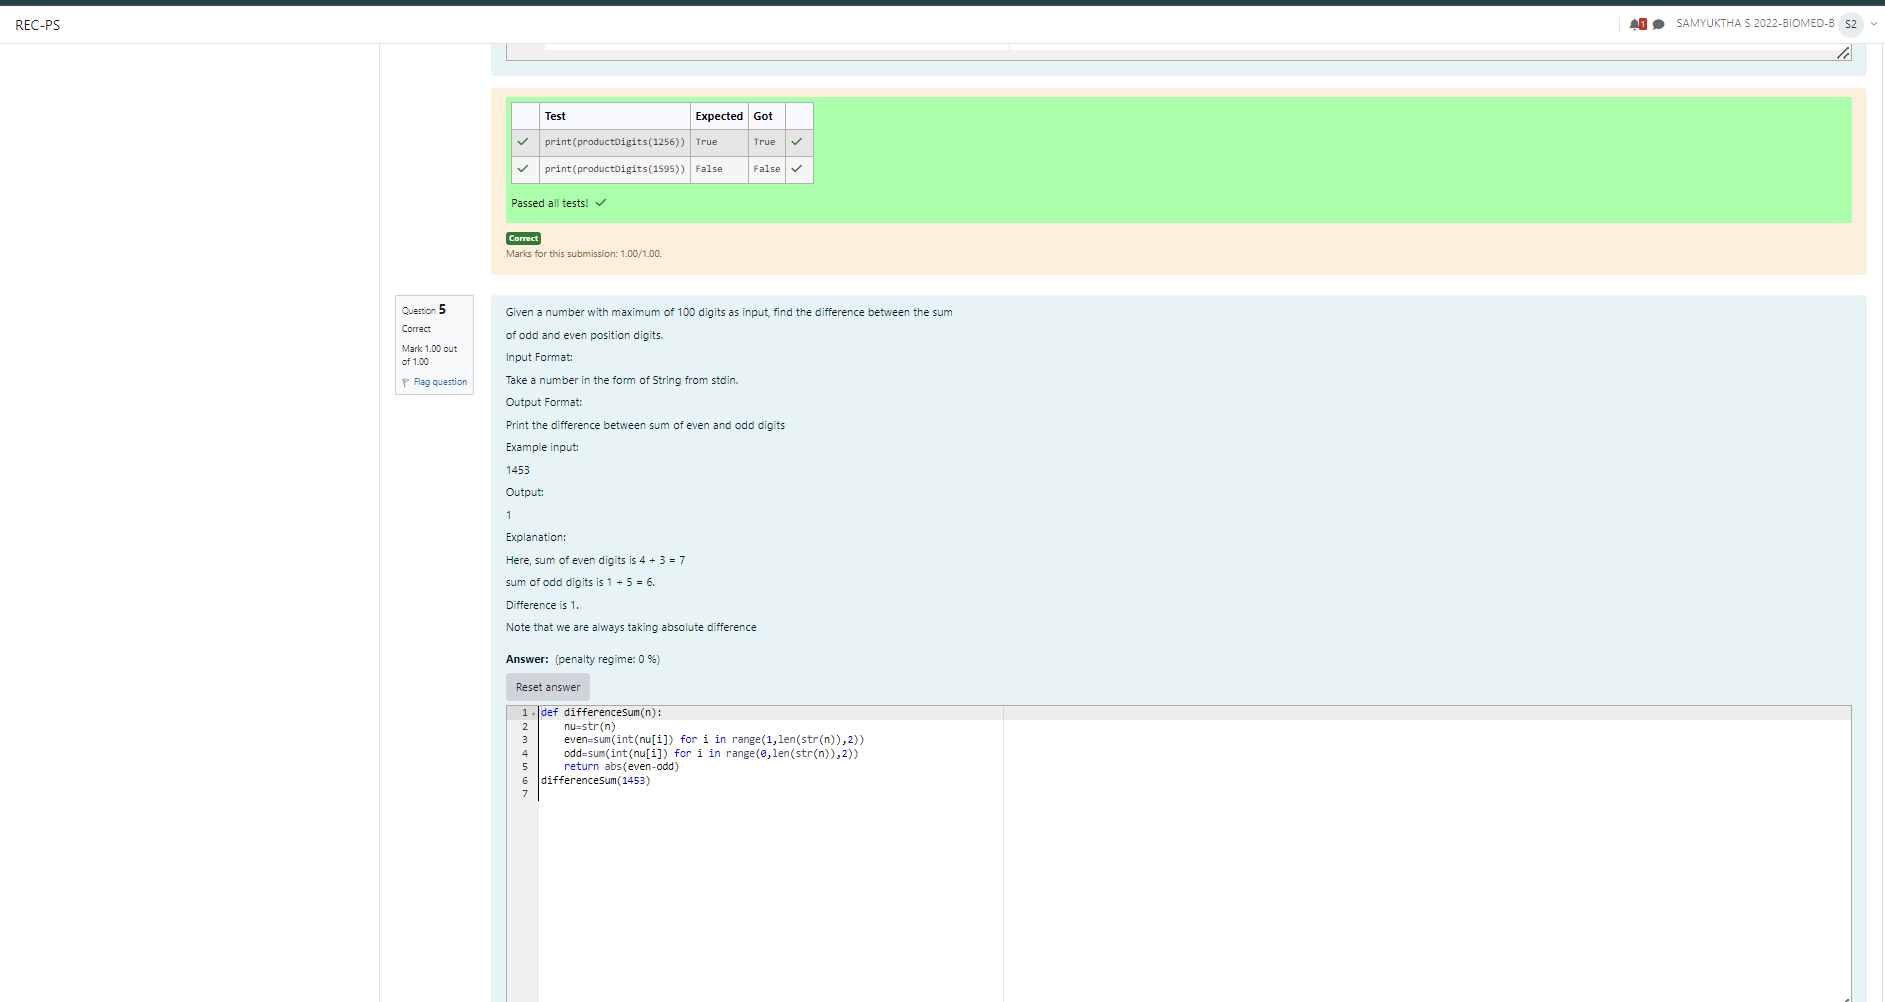 REC-PS
1
SAMYUKTHA S 2022-BIOMED-B S2
Test Expected Got
print(productDigits(1256)) True True
print(productDigits(1595)) False False
Passed all tests!
Correct
Marks for this submission: 1.00/1.00.
Question 5
Correct
Mark 1.00 out
of 1.00
Flag question
Given a number with maximum of 100 digits as input, find the difference between the sum
of odd and even position digits.
Input Format:
Take a number in the form of String from stdin.
Output Format:
Print the difference between sum of even and odd digits
Example input:
1453
Output:
1
Explanation:
Here, sum of even digits is 4 + 3 = 7
sum of odd digits is 1 + 5 = 6.
Difference is 1.
Note that we are always taking absolute difference
Answer: (penalty regime: 0 %)
Reset answer
1 def differenceSum(n):
2     nu=str(n)
3     even=sum(int(nu[i]) for i in range(1,len(str(n)),2))
4     odd=sum(int(nu[i]) for i in range(0,len(str(n)),2))
5     return abs(even-odd)
6 differenceSum(1453)
7